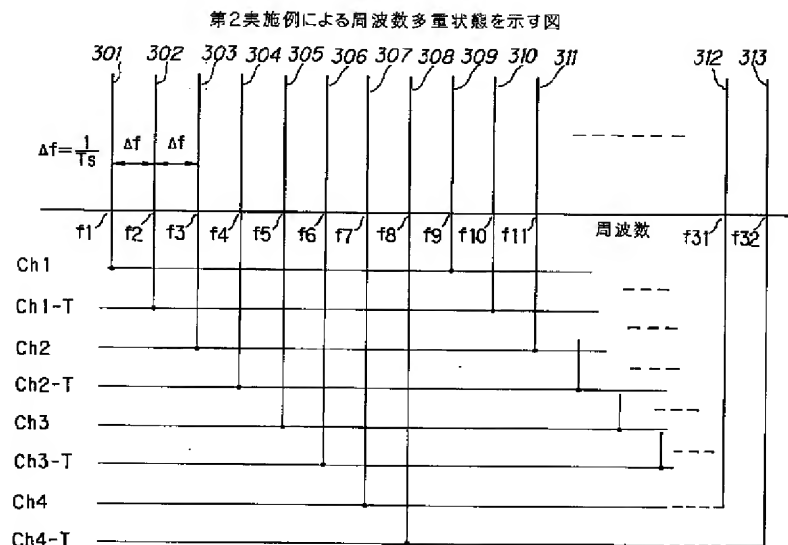 第2実施例による周波数多重状態を示す図
301 302 303 304 305 306 307 308 309 310 311 312 313
Δf=1/Ts Δf Δf
f1 f2 f3 f4 f5 f6 f7 f8 f9 f10 f11 周波数 f31 f32
Ch1
Ch1-T
Ch2
Ch2-T
Ch3
Ch3-T
Ch4
Ch4-T